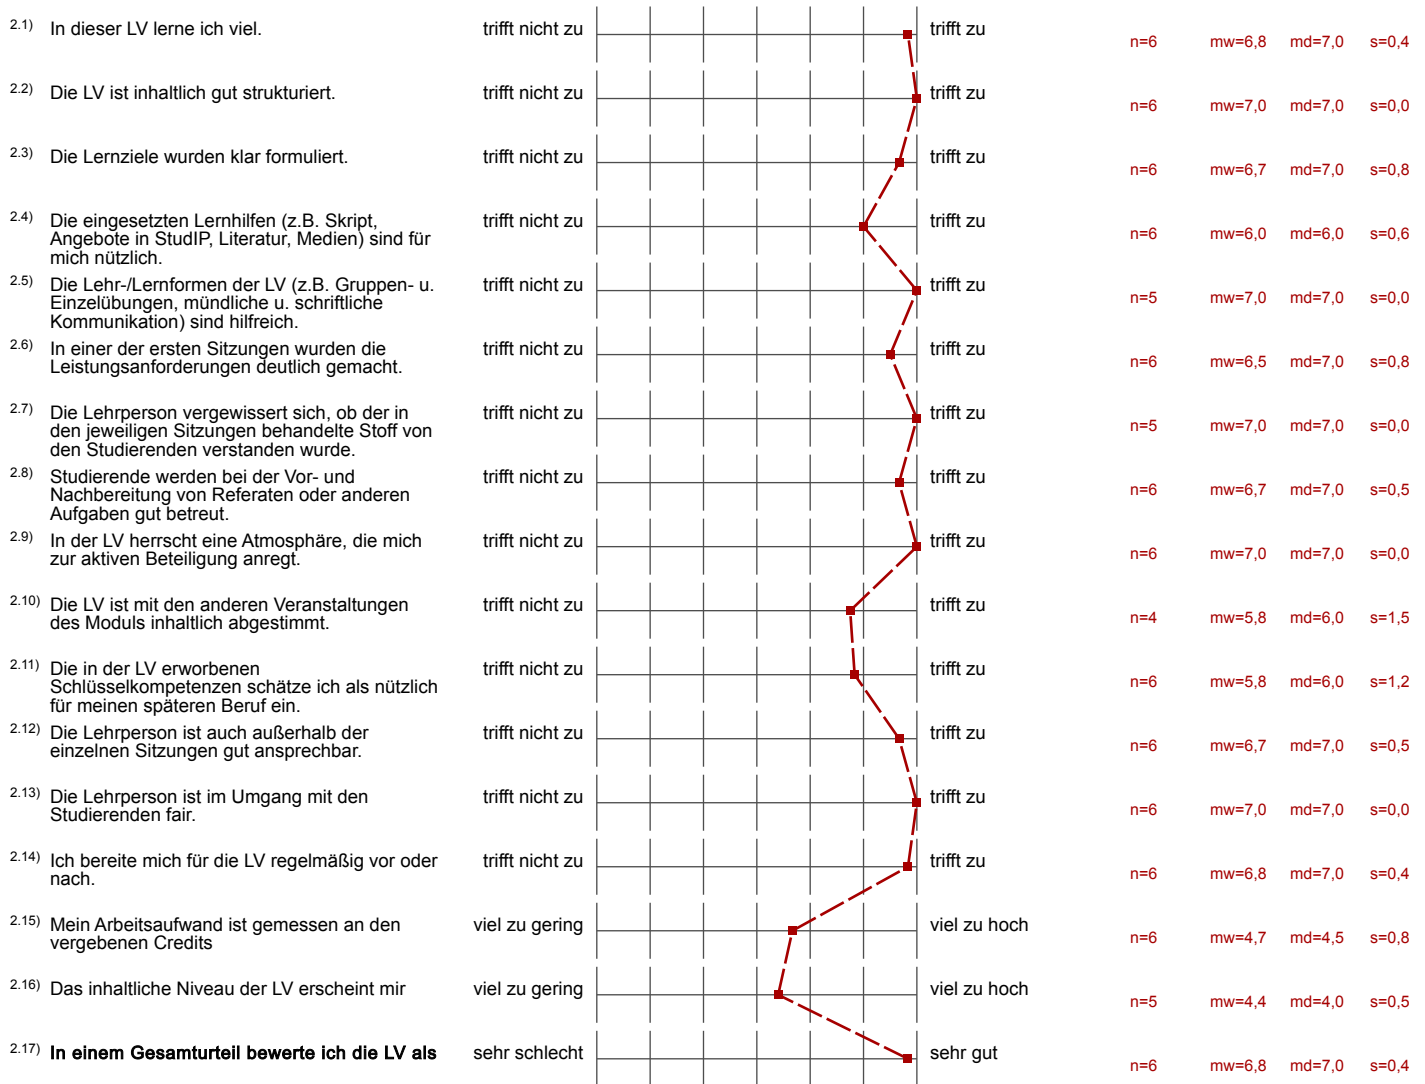 2.1) In dieser LV lerne ich viel. trifft nicht zu trifft zu n=6 mw=6,8 md=7,0 s=0,4
2.2) Die LV ist inhaltlich gut strukturiert. trifft nicht zu trifft zu n=6 mw=7,0 md=7,0 s=0,0
2.3) Die Lernziele wurden klar formuliert. trifft nicht zu trifft zu n=6 mw=6,7 md=7,0 s=0,8
2.4) Die eingesetzten Lernhilfen (z.B. Skript, trifft nicht zu trifft zu n=6 mw=6,0 md=6,0 s=0,6
Angebote in StudIP, Literatur, Medien) sind für
mich nützlich.
2.5) Die Lehr-/Lernformen der LV (z.B. Gruppen- u. trifft nicht zu trifft zu n=5 mw=7,0 md=7,0 s=0,0
Einzelübungen, mündliche u. schriftliche
Kommunikation) sind hilfreich.
2.6) In einer der ersten Sitzungen wurden die trifft nicht zu trifft zu n=6 mw=6,5 md=7,0 s=0,8
Leistungsanforderungen deutlich gemacht.
2.7) Die Lehrperson vergewissert sich, ob der in trifft nicht zu trifft zu n=5 mw=7,0 md=7,0 s=0,0
den jeweiligen Sitzungen behandelte Stoff von
den Studierenden verstanden wurde.
2.8) Studierende werden bei der Vor- und trifft nicht zu trifft zu n=6 mw=6,7 md=7,0 s=0,5
Nachbereitung von Referaten oder anderen
Aufgaben gut betreut.
2.9) In der LV herrscht eine Atmosphäre, die mich trifft nicht zu trifft zu n=6 mw=7,0 md=7,0 s=0,0
zur aktiven Beteiligung anregt.
2.10) Die LV ist mit den anderen Veranstaltungen trifft nicht zu trifft zu n=4 mw=5,8 md=6,0 s=1,5
des Moduls inhaltlich abgestimmt.
2.11) Die in der LV erworbenen trifft nicht zu trifft zu n=6 mw=5,8 md=6,0 s=1,2
Schlüsselkompetenzen schätze ich als nützlich
für meinen späteren Beruf ein.
2.12) Die Lehrperson ist auch außerhalb der trifft nicht zu trifft zu n=6 mw=6,7 md=7,0 s=0,5
einzelnen Sitzungen gut ansprechbar.
2.13) Die Lehrperson ist im Umgang mit den trifft nicht zu trifft zu n=6 mw=7,0 md=7,0 s=0,0
Studierenden fair.
2.14) Ich bereite mich für die LV regelmäßig vor oder trifft nicht zu trifft zu n=6 mw=6,8 md=7,0 s=0,4
nach.
2.15) Mein Arbeitsaufwand ist gemessen an den viel zu gering viel zu hoch n=6 mw=4,7 md=4,5 s=0,8
vergebenen Credits
2.16) Das inhaltliche Niveau der LV erscheint mir viel zu gering viel zu hoch n=5 mw=4,4 md=4,0 s=0,5
2.17) In einem Gesamturteil bewerte ich die LV als sehr schlecht sehr gut n=6 mw=6,8 md=7,0 s=0,4